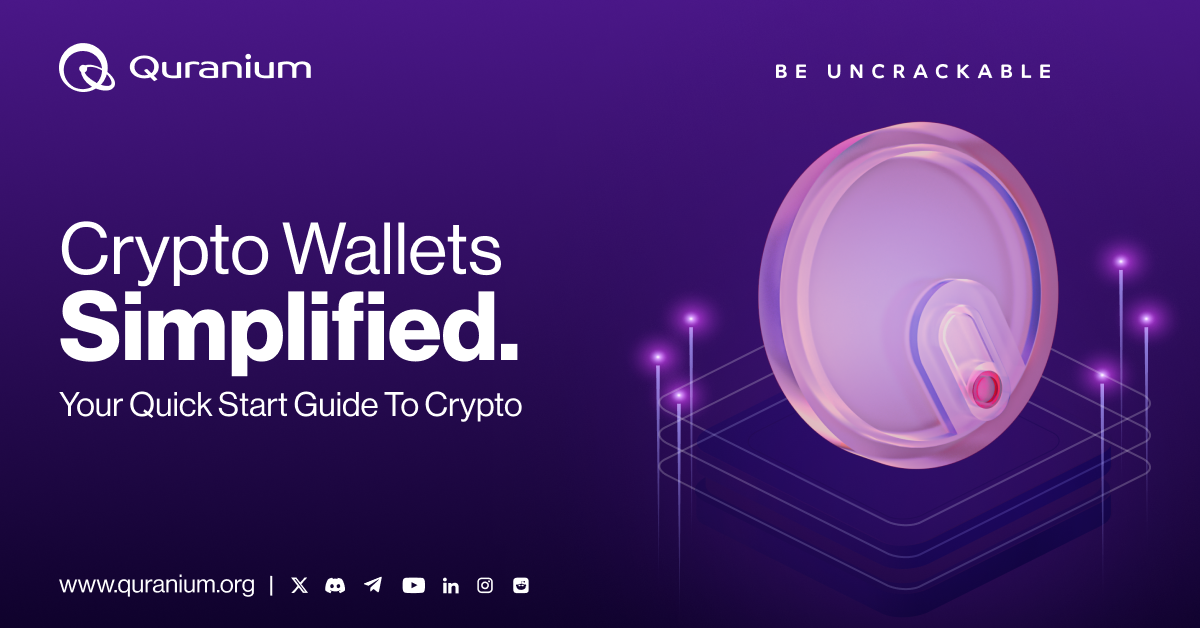 Quranium
BE UNCRACKABLE
Crypto Wallets
Simplified.
Your Quick Start Guide To Crypto
www.quranium.org |